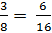 3/8 = 6/16